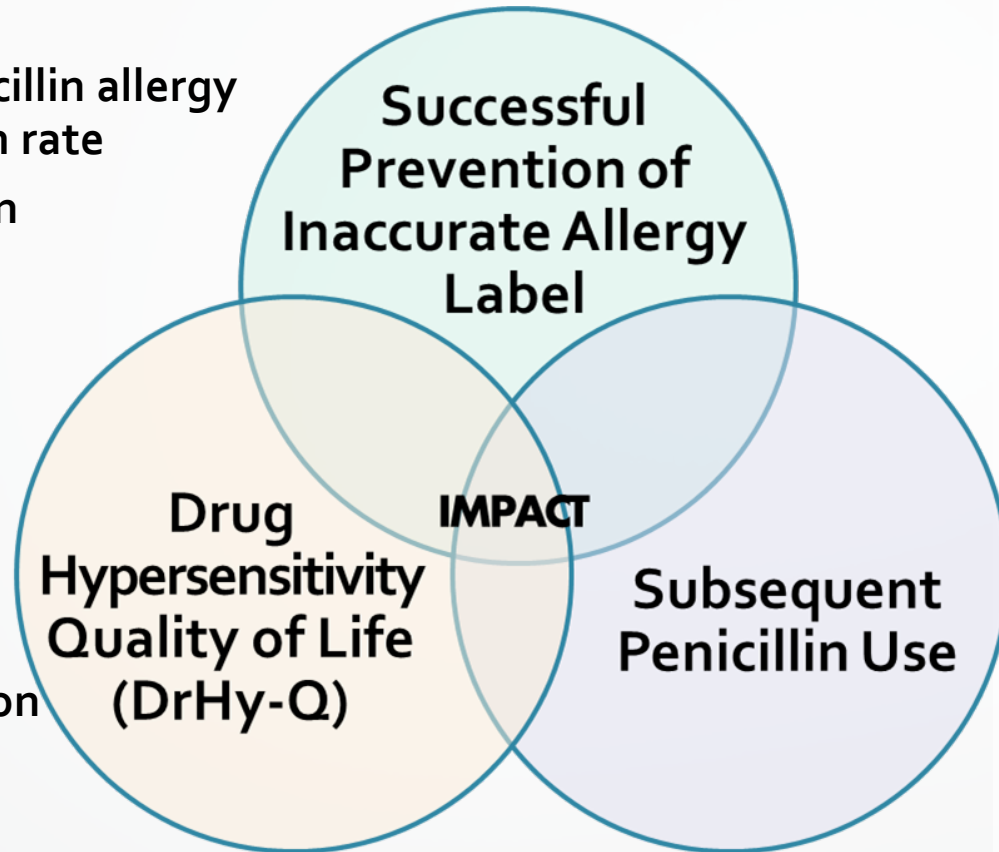 cillin allergy
rate
Successful
Prevention of
Inaccurate Allergy
Label
IMPACT
Drug
Hypersensitivity
Quality of Life
(DrHy-Q)
Subsequent
Penicillin Use
on